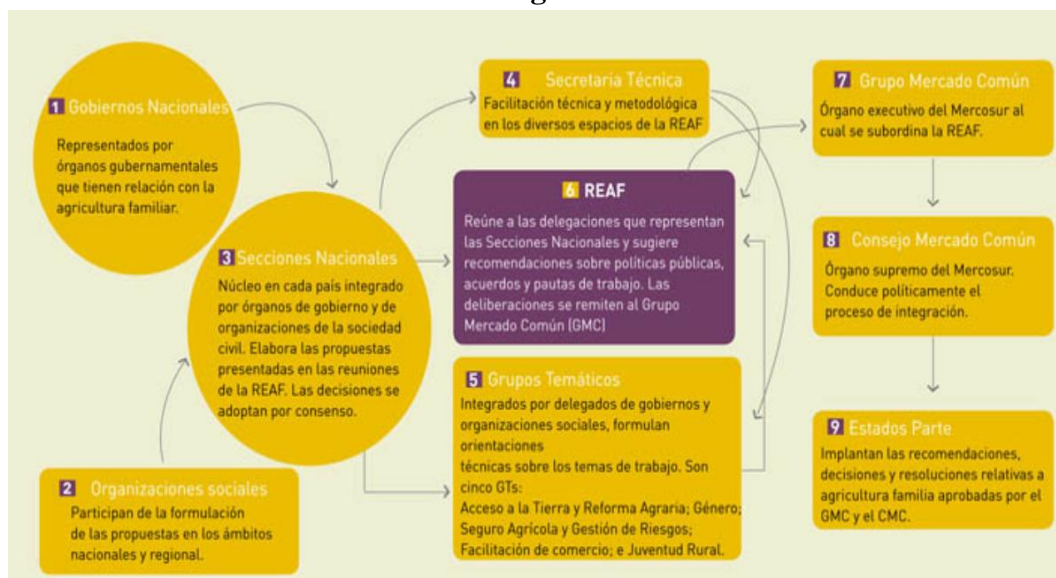 1 Gobiernos Nacionales
Representados por
órganos gubernamentales
que tienen relación con la
agricultura familiar.
2 Organizaciones sociales
Participan de la formulación
de las propuestas en los ámbitos
nacionales y regional.
3 Secciones Nacionales
Núcleo en cada país integrado
por órganos de gobierno y de
organizaciones de la sociedad
civil. Elabora las propuestas
presentadas en las reuniones
de la REAF. Las decisiones se
adoptan por consenso.
4 Secretaria Técnica
Facilitación técnica y metodológica
en los diversos espacios de la REAF
5 Grupos Temáticos
Integrados por delegados de gobiernos y
organizaciones sociales, formulan
orientaciones
técnicas sobre los temas de trabajo. Son
cinco GTs:
Acceso a la Tierra y Reforma Agraria; Género;
Seguro Agrícola y Gestión de Riesgos;
Facilitación de comercio; e Juventud Rural.
6 REAF
Reúne a las delegaciones que representan
las Secciones Nacionales y sugiere
recomendaciones sobre políticas públicas,
acuerdos y pautas de trabajo. Las
deliberaciones se remiten al Grupo
Mercado Común (GMC)
7 Grupo Mercado Común
Órgano executivo del Mercosur al
cual se subordina la REAF.
8 Consejo Mercado Común
Órgano supremo del Mercosur.
Conduce políticamente el
proceso de integración.
9 Estados Parte
Implantan las recomendaciones,
decisiones y resoluciones relativas a
agricultura familia aprobadas por el
GMC y el CMC.